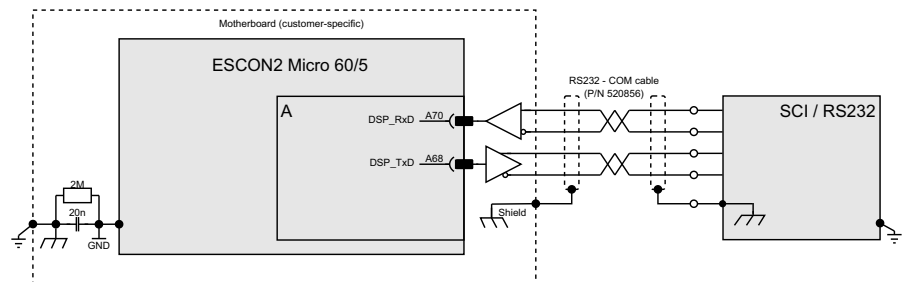 Motherboard (customer-specific)
ESCON2 Micro 60/5
RS232 - COM cable
(P/N 520856)
A
SCI / RS232
DSP_RxD
A70
DSP_TxD
A68
2M
20n
GND
Shield